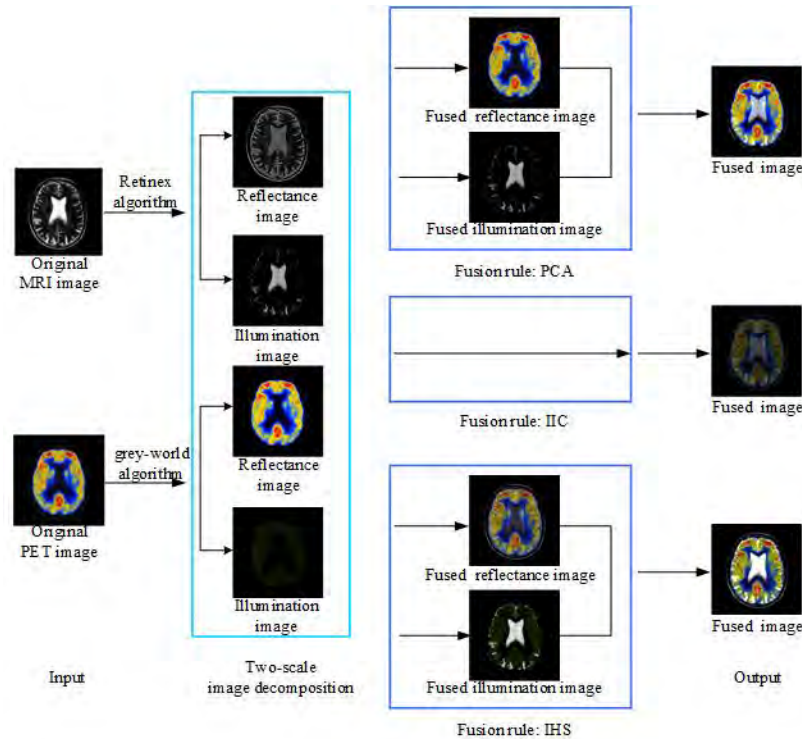 Retinex
algorithm
Original
MRI image
grey-world
algorithm
Original
PET image
Input
Reflectance
image
Illumination
image
Reflectance
image
Illumination
image
Two-scale
image decomposition
Fused reflectance image
Fused illumination image
Fusion rule: PCA
Fusion rule: IIC
Fused reflectance image
Fused illumination image
Fusion rule: IHS
Fused image
Fused image
Fused image
Output